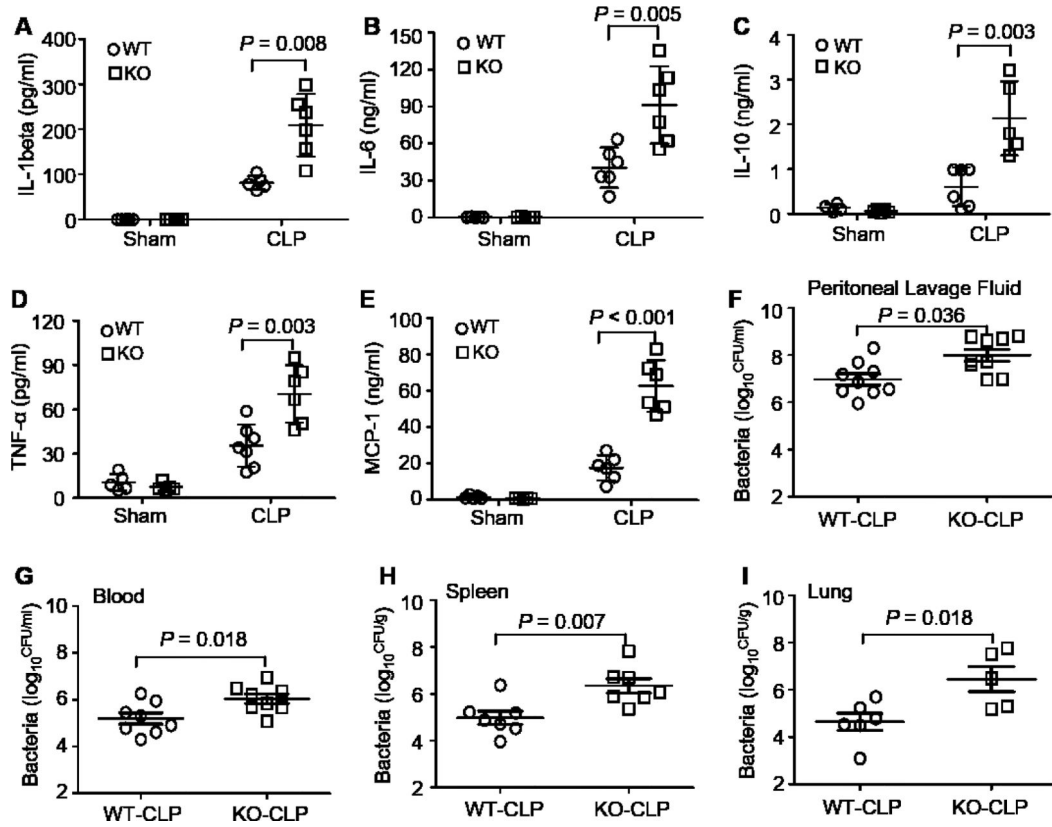 A
IL-1beta (pg/ml)
400
300
200
100
0
WT
KO
P = 0.008
Sham
CLP
B
IL-6 (ng/ml)
150
120
90
60
30
0
WT
KO
P = 0.005
Sham
CLP
C
IL-10 (ng/ml)
4
3
2
1
0
WT
KO
P = 0.003
Sham
CLP
D
TNF-α (pg/ml)
120
90
60
30
0
WT
KO
P = 0.003
Sham
CLP
E
MCP-1 (ng/ml)
100
80
60
40
20
0
WT
KO
P < 0.001
Sham
CLP
F
Peritoneal Lavage Fluid
Bacteria (log10CFU/ml)
10
8
6
4
2
P = 0.036
WT-CLP
KO-CLP
G
Blood
Bacteria (log10CFU/ml)
10
8
6
4
2
P = 0.018
WT-CLP
KO-CLP
H
Spleen
Bacteria (log10CFU/g)
10
8
6
4
2
P = 0.007
WT-CLP
KO-CLP
I
Lung
Bacteria (log10CFU/g)
10
8
6
4
2
P = 0.018
WT-CLP
KO-CLP